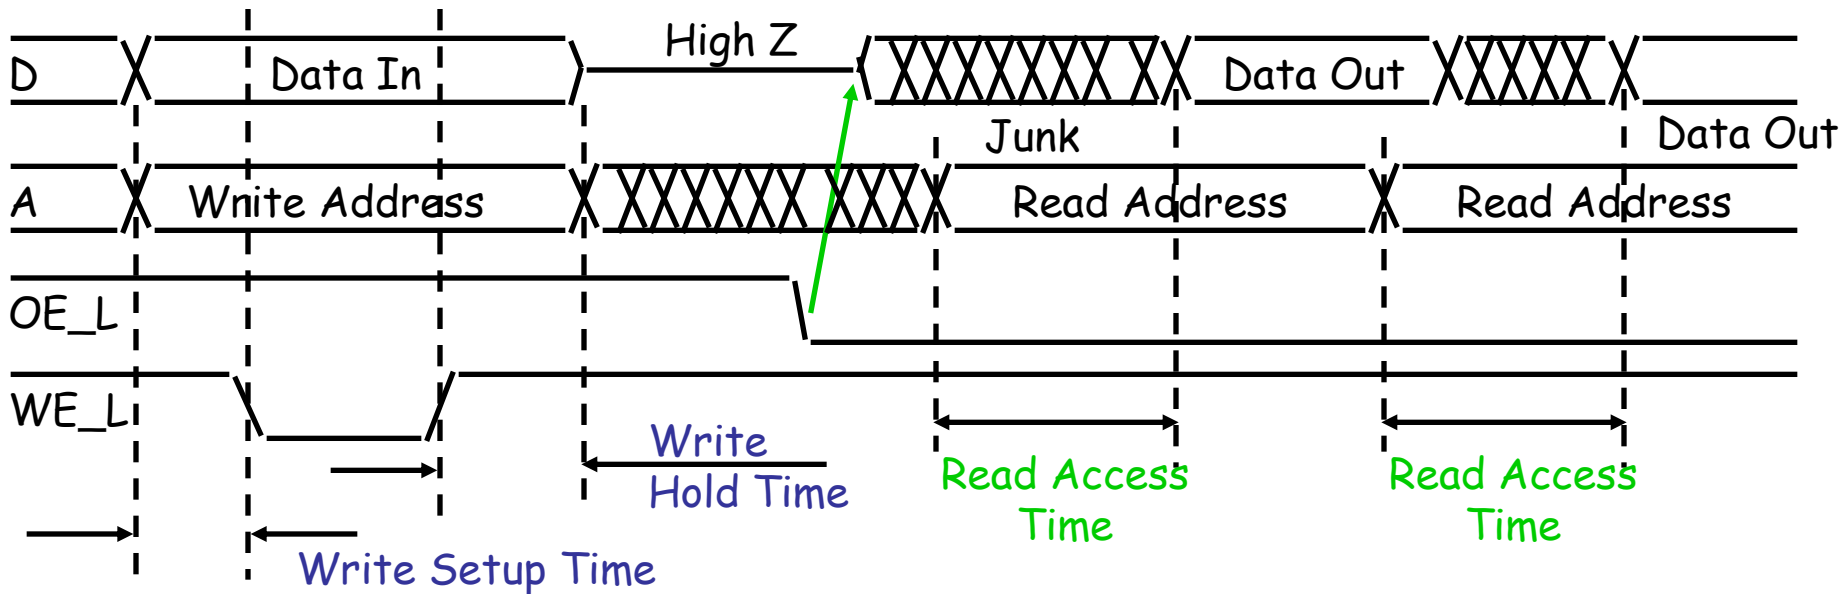 High Z
D
Data In
Data Out
Junk
Data Out
A
Write Address
Read Address
Read Address
OE_L
WE_L
Write
Hold Time
Read Access
Time
Read Access
Time
Write Setup Time